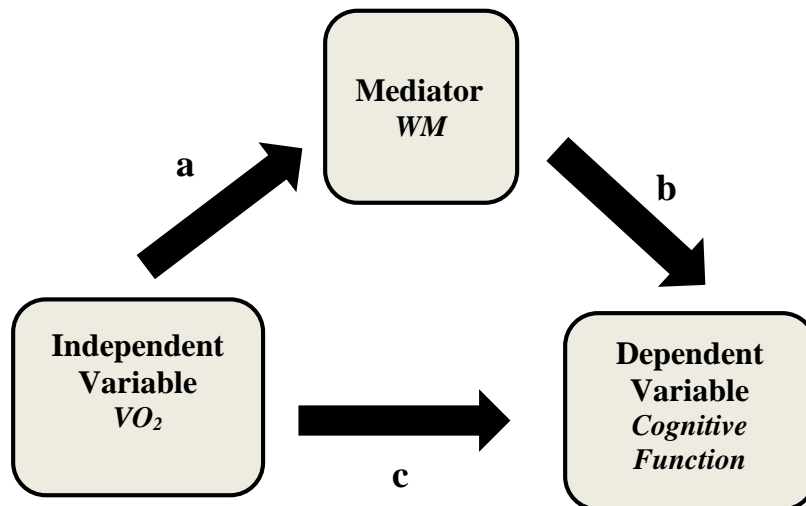 Mediator
WM
a
b
Independent
Variable
VO₂
Dependent
Variable
Cognitive
Function
c